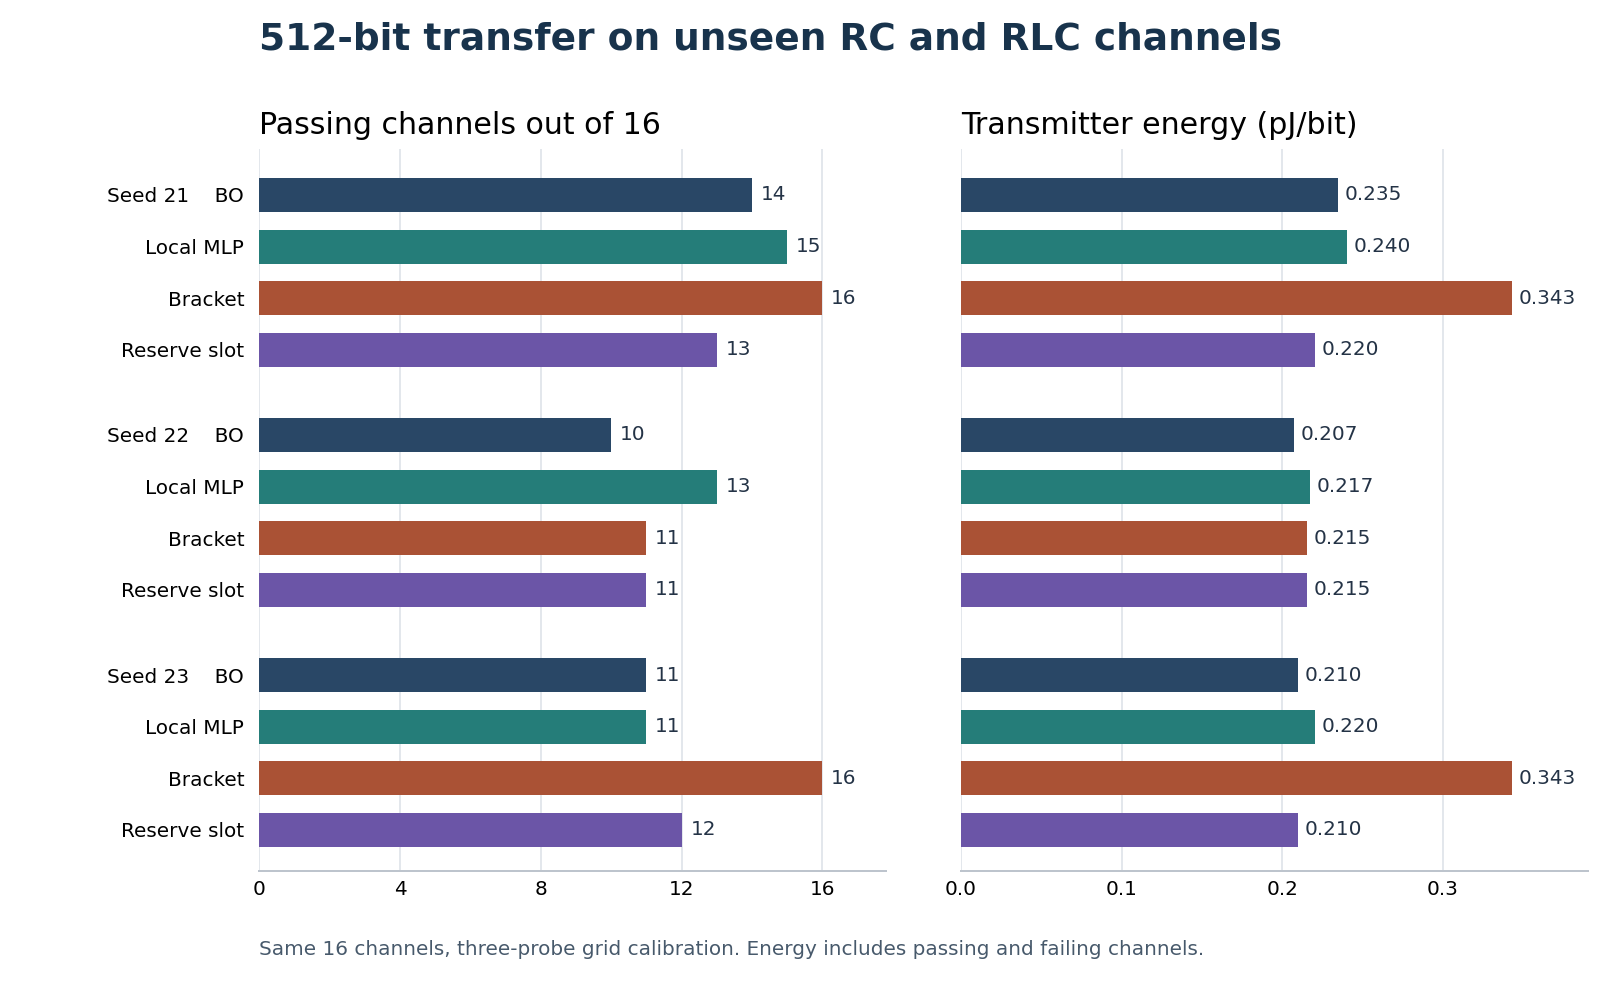 512-bit transfer on unseen RC and RLC channels
Passing channels out of 16
Seed 21 BO 14
Local MLP 15
Bracket 16
Reserve slot 13
Seed 22 BO 10
Local MLP 13
Bracket 11
Reserve slot 11
Seed 23 BO 11
Local MLP 11
Bracket 16
Reserve slot 12
0 4 8 12 16
Transmitter energy (pJ/bit)
0.235
0.240
0.343
0.220
0.207
0.217
0.215
0.215
0.210
0.220
0.343
0.210
0.0 0.1 0.2 0.3
Same 16 channels, three-probe grid calibration. Energy includes passing and failing channels.